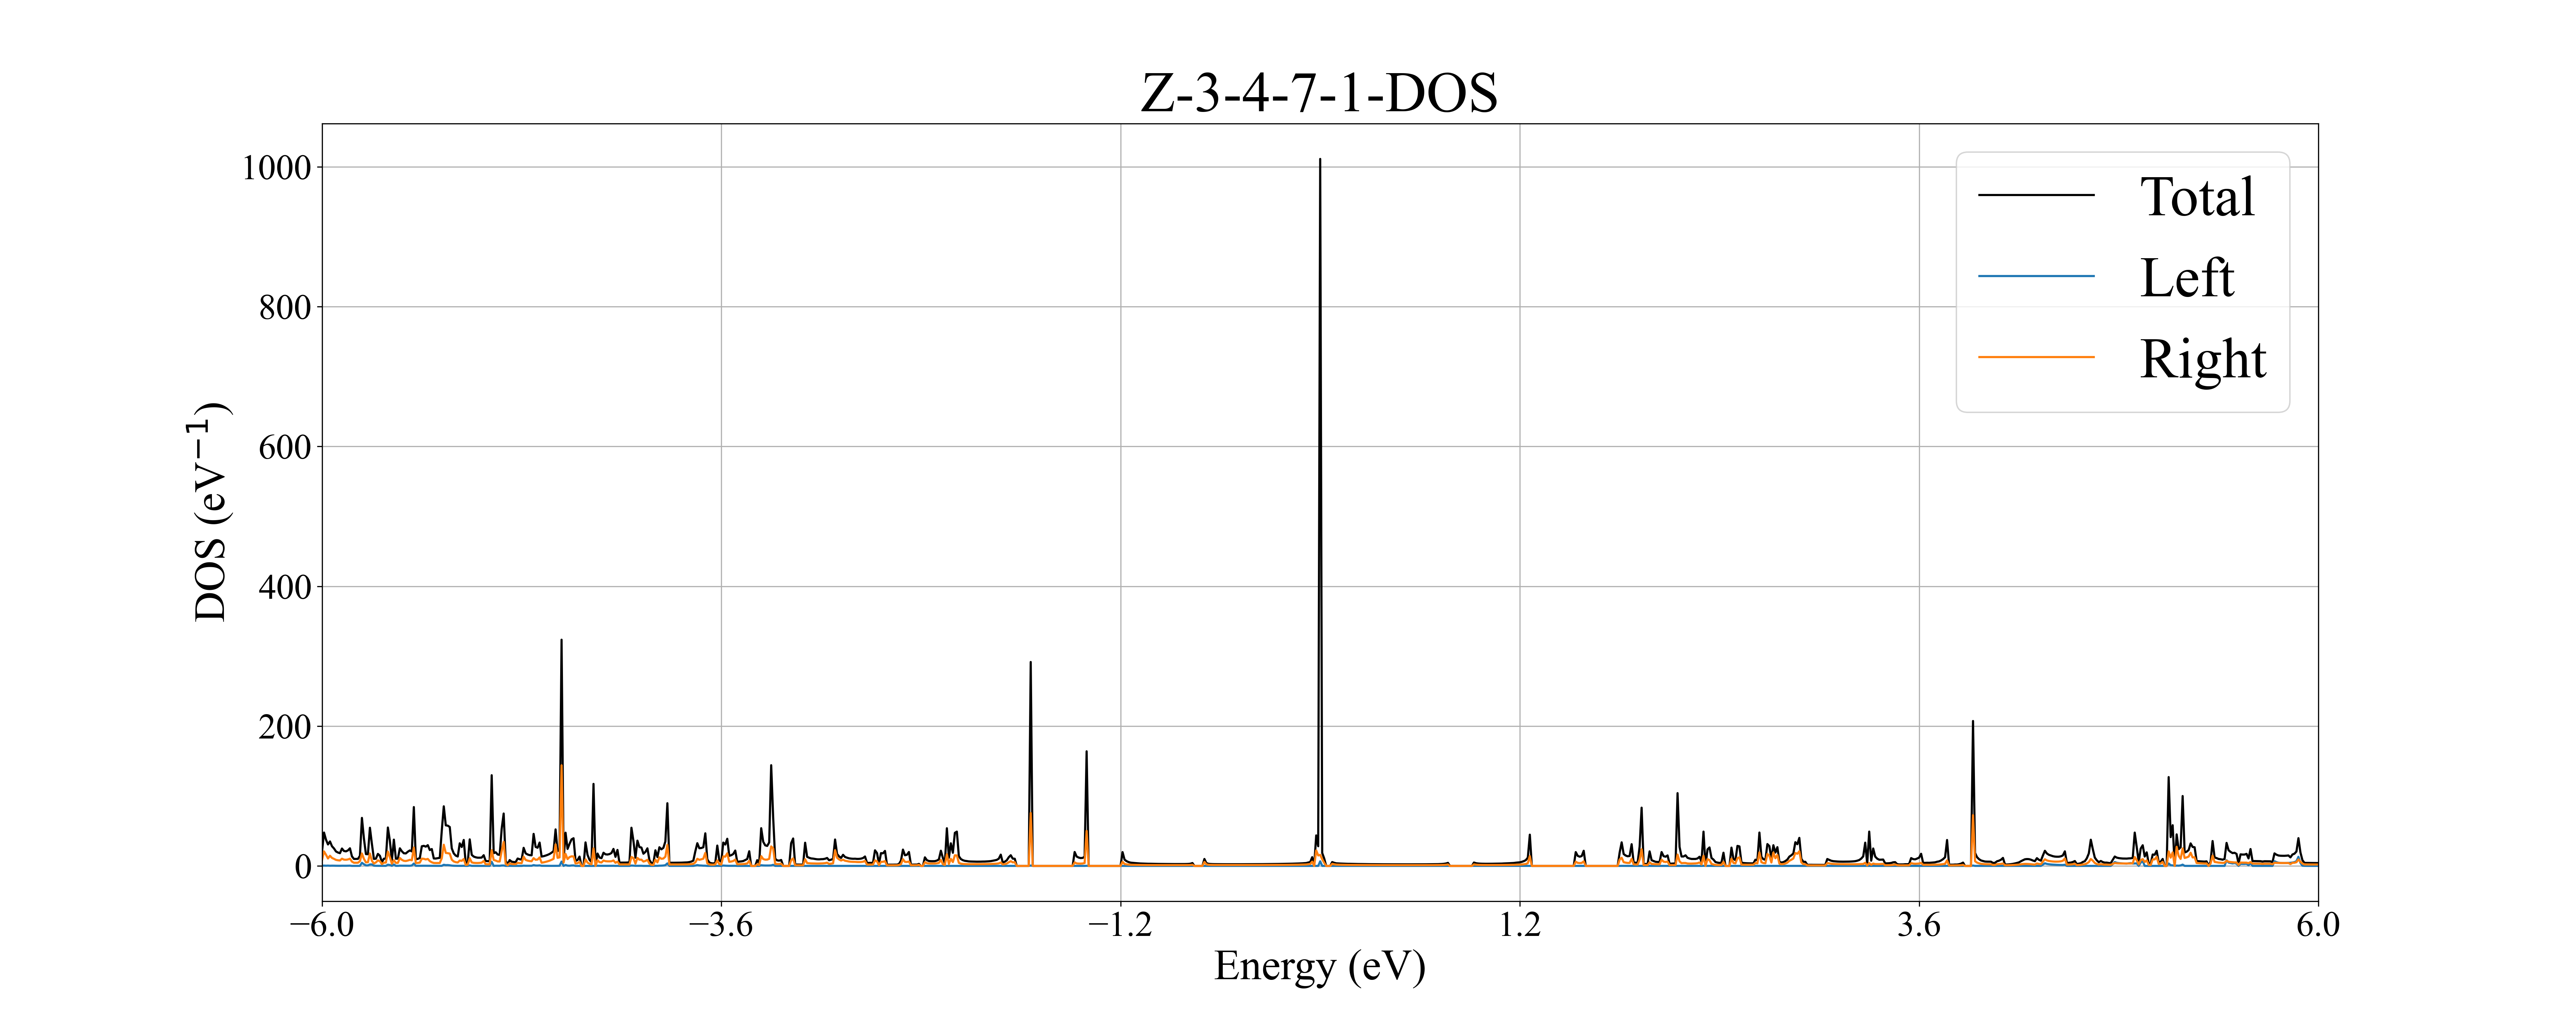 Z-3-4-7-1-DOS
1000
800
600
400
200
0
DOS (eV⁻¹)
−6.0
−3.6
−1.2
1.2
3.6
6.0
Energy (eV)
Total
Left
Right